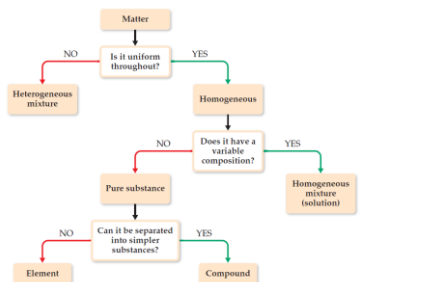 Matter
NO
YES
Is it uniform
throughout?
Heterogeneous
mixture
Homogeneous
NO
YES
Does it have a
variable
composition?
Pure substance
Homogeneous
mixture
(solution)
NO
YES
Can it be separated
into simpler
substances?
Element
Compound